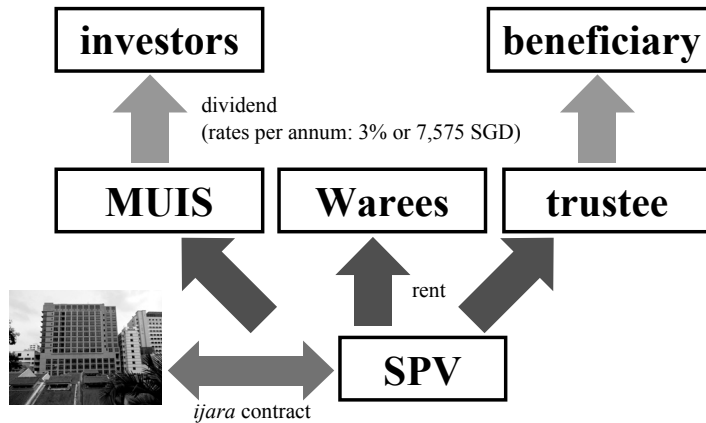 investors
beneficiary
dividend
(rates per annum: 3% or 7,575 SGD)
MUIS
Warees
trustee
rent
SPV
ijara contract